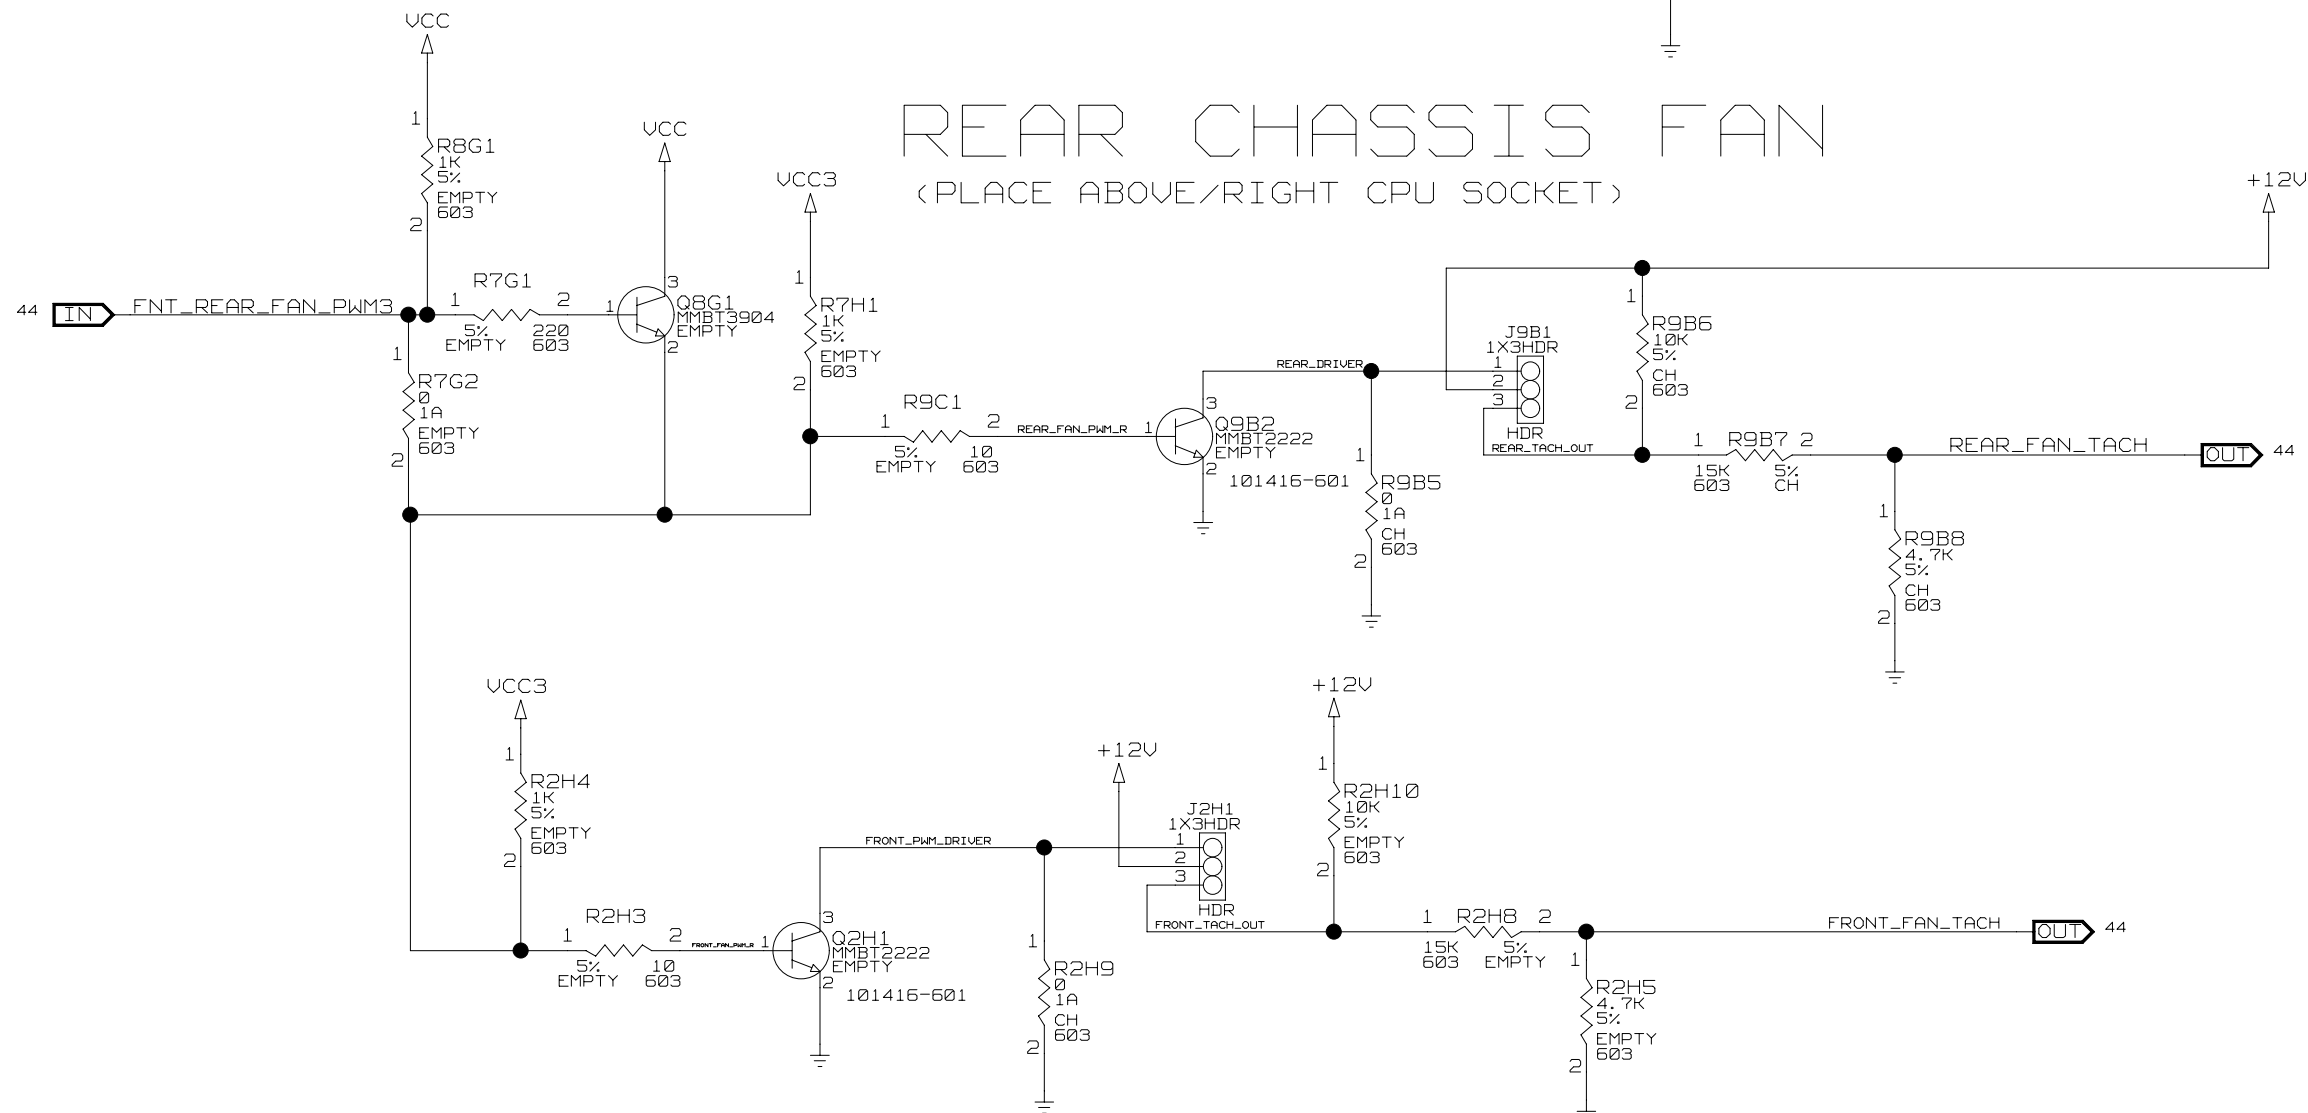 VCC
1
R8G1
1K
5%
EMPTY
603
2
VCC
REAR CHASSIS FAN
(PLACE ABOVE/RIGHT CPU SOCKET)
VCC3
+12V
44
IN
FNT_REAR_FAN_PWM3
R7G1
1
2
5%
EMPTY
220
603
1
3
Q8G1
MMBT3904
EMPTY
2
1
R7H1
1K
5%
EMPTY
603
2
1
R7G2
0
1A
EMPTY
603
2
R9C1
1
2
5%
EMPTY
10
603
REAR_FAN_PWM_R
1
3
Q9B2
MMBT2222
EMPTY
2
101416-601
REAR_DRIVER
1
R9B5
0
1A
CH
603
2
J9B1
1X3HDR
1
2
3
HDR
REAR_TACH_OUT
1
R9B6
10K
5%
CH
603
2
1
R9B7
2
15K
603
5%
CH
REAR_FAN_TACH
OUT
44
1
R9B8
4.7K
5%
CH
603
2
VCC3
1
R2H4
1K
5%
EMPTY
603
2
R2H3
1
2
5%
EMPTY
10
603
FRONT_FAN_PWM_R
1
3
Q2H1
MMBT2222
EMPTY
2
101416-601
FRONT_PWM_DRIVER
1
R2H9
0
1A
CH
603
2
+12V
J2H1
1X3HDR
1
2
3
HDR
FRONT_TACH_OUT
+12V
1
R2H10
10K
5%
EMPTY
603
2
1
R2H8
2
15K
603
5%
EMPTY
FRONT_FAN_TACH
OUT
44
1
R2H5
4.7K
5%
EMPTY
603
2